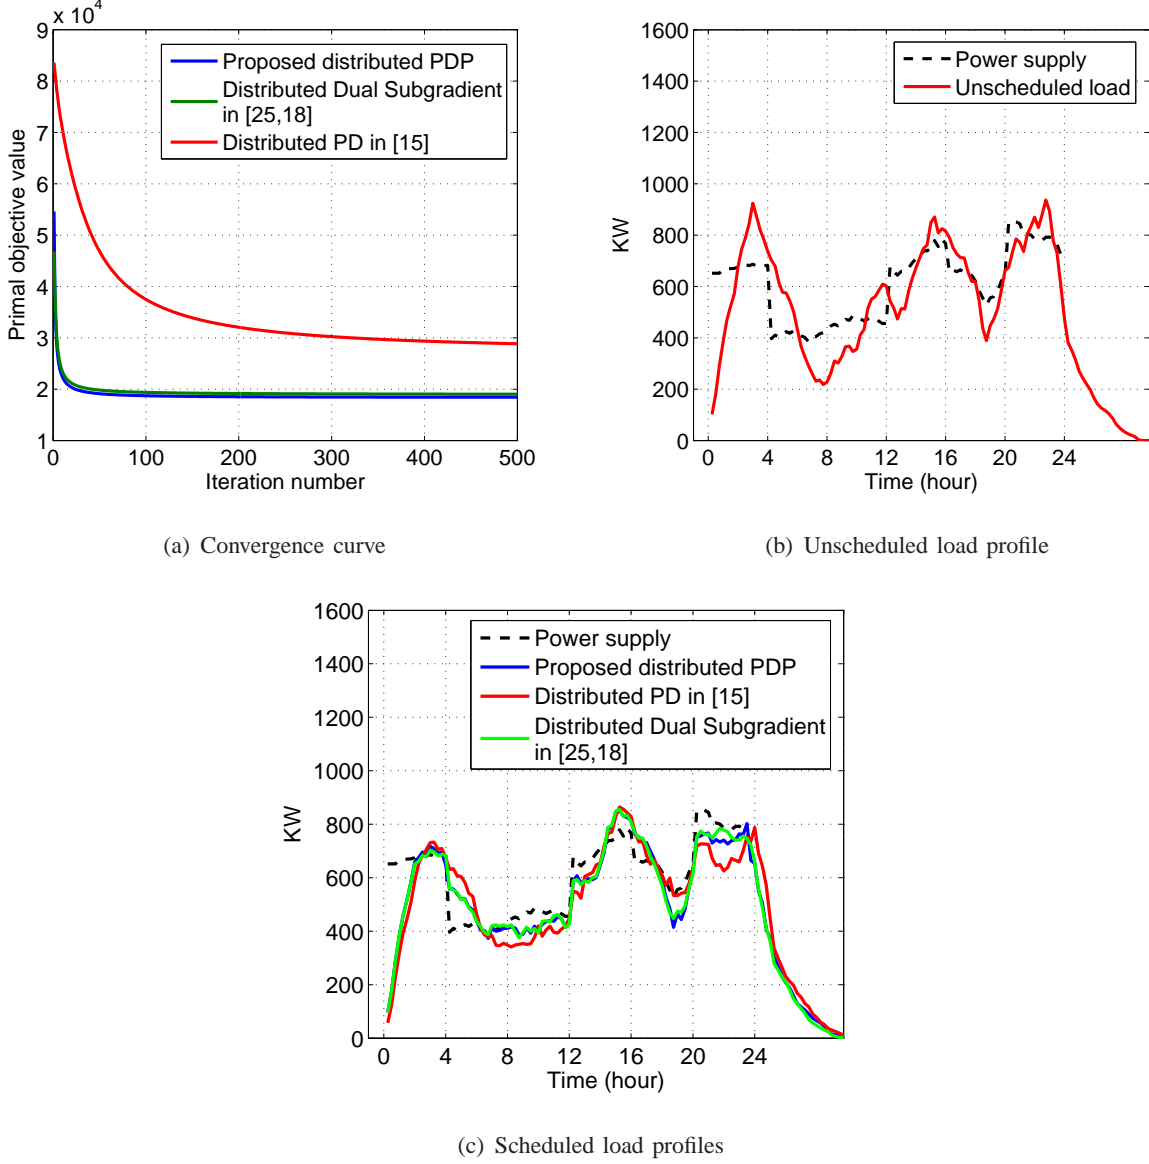 x 10^4
Primal objective value
9
8
7
6
5
4
3
2
1
0 100 200 300 400 500
Iteration number
Proposed distributed PDP
Distributed Dual Subgradient
in [25,18]
Distributed PD in [15]
(a) Convergence curve
KW
1600
1400
1200
1000
800
600
400
200
0
0 4 8 12 16 20 24
Time (hour)
Power supply
Unscheduled load
(b) Unscheduled load profile
KW
1600
1400
1200
1000
800
600
400
200
0
0 4 8 12 16 20 24
Time (hour)
Power supply
Proposed distributed PDP
Distributed PD in [15]
Distributed Dual Subgradient
in [25,18]
(c) Scheduled load profiles